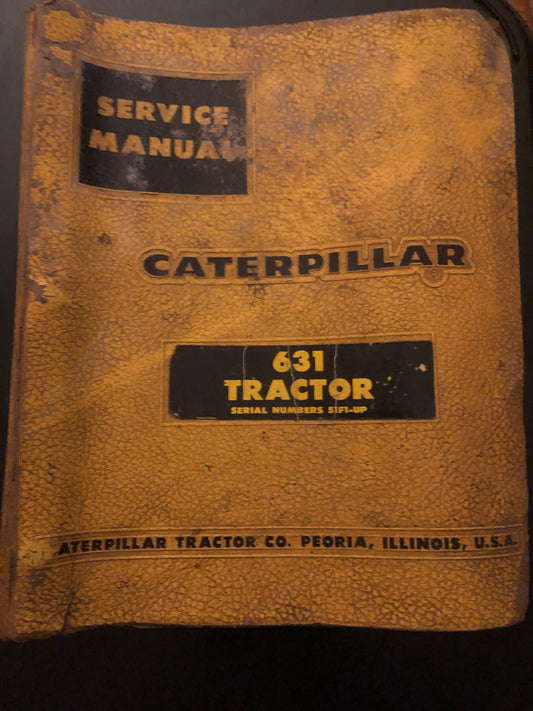 SERVICE
MANUAL
CATERPILLAR
631
TRACTOR
SERIAL NUMBERS 51F1-UP
ATERPILLAR TRACTOR CO. PEORIA, ILLINOIS, U.S.A.